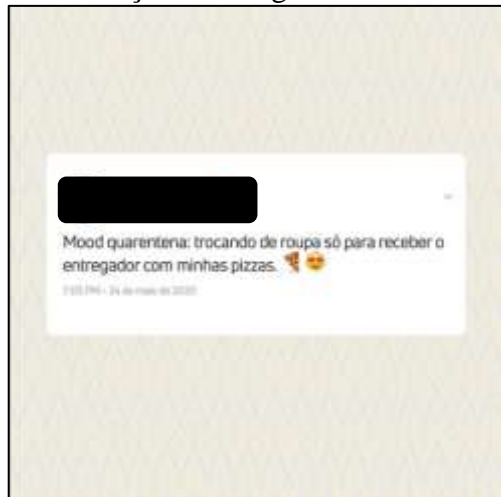 Mood quarentena: trocando de roupa só para receber o
entregador com minhas pizzas. 🍕😍